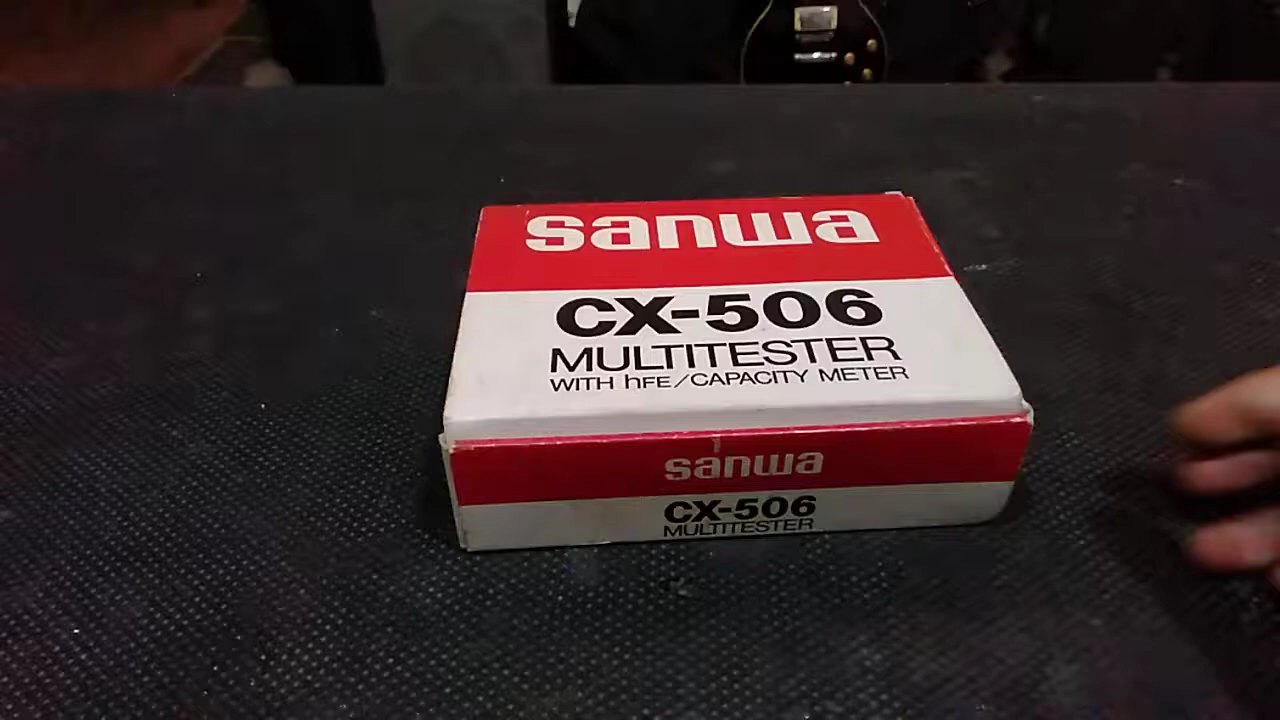 sanwa
CX-506
MULTITESTER
WITH hFE/CAPACITY METER
sanwa
CX-506
MULTITESTER